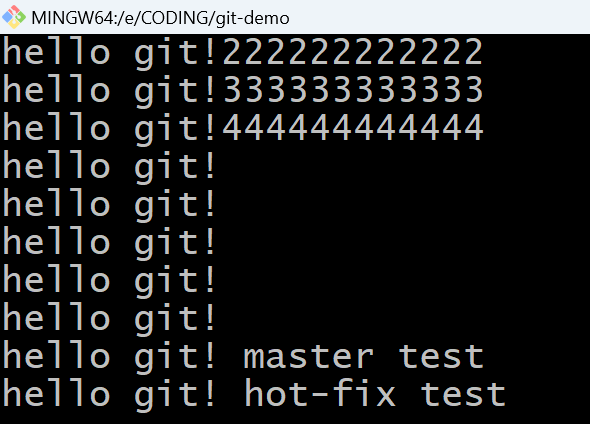 MINGW64:/e/CODING/git-demo
hello git!222222222222
hello git!333333333333
hello git!444444444444
hello git!
hello git!
hello git!
hello git!
hello git!
hello git! master test
hello git! hot-fix test